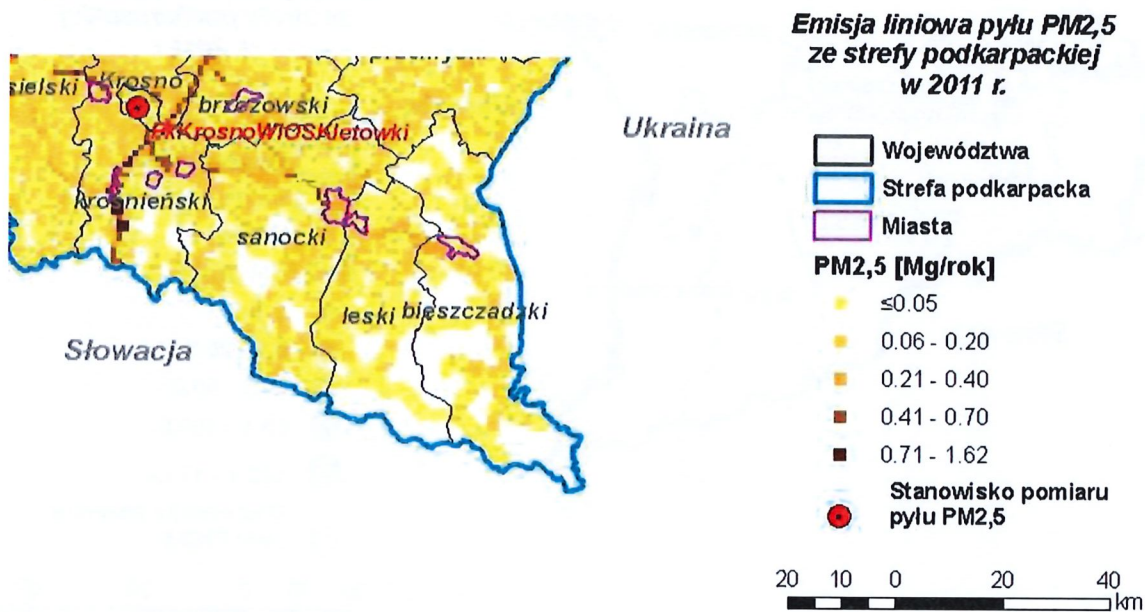 Emisja liniowa pyłu PM2,5
ze strefy podkarpackiej
w 2011 r.
Krosno
sielski
brzozowski
PkKrosnoWIOSKletowki
krośnieński
sanocki
leski
bieszczadzki
Ukraina
Słowacja
Województwa
Strefa podkarpacka
Miasta
PM2,5 [Mg/rok]
≤0.05
0.06 - 0.20
0.21 - 0.40
0.41 - 0.70
0.71 - 1.62
Stanowisko pomiaru
pyłu PM2,5
20 10 0 20 40
km